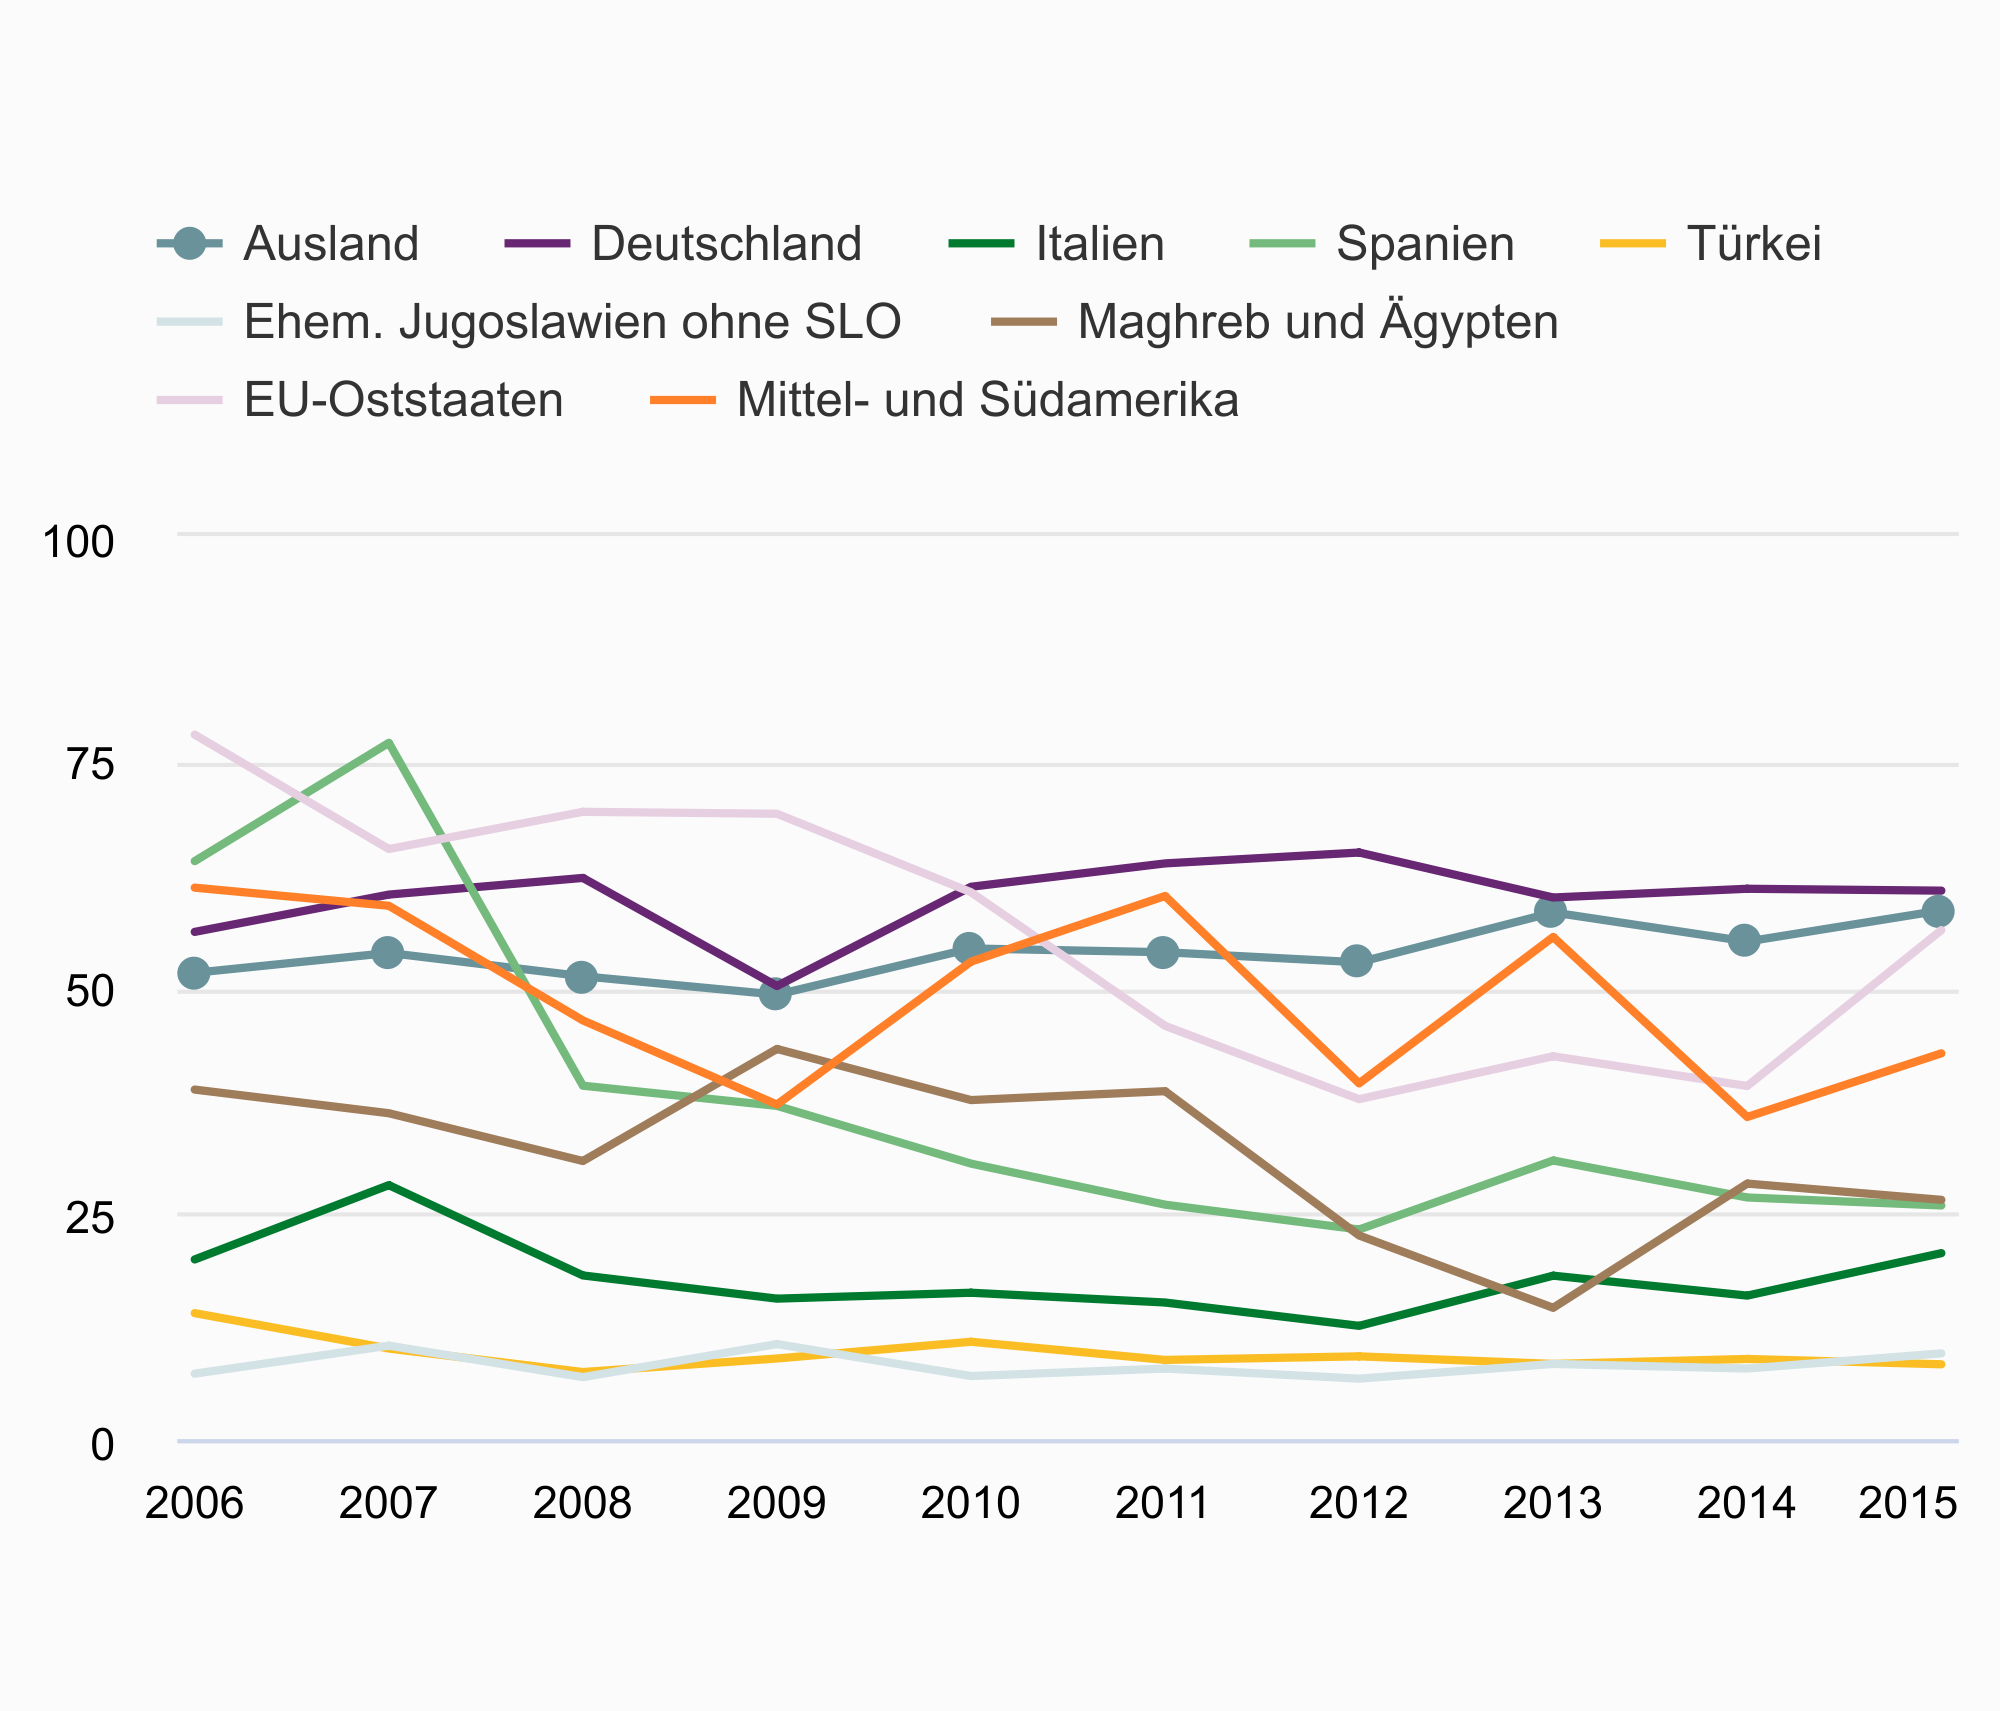 Ausland Deutschland Italien Spanien Türkei
Ehem. Jugoslawien ohne SLO Maghreb und Ägypten
EU-Oststaaten Mittel- und Südamerika
100
75
50
25
0
2006 2007 2008 2009 2010 2011 2012 2013 2014 2015